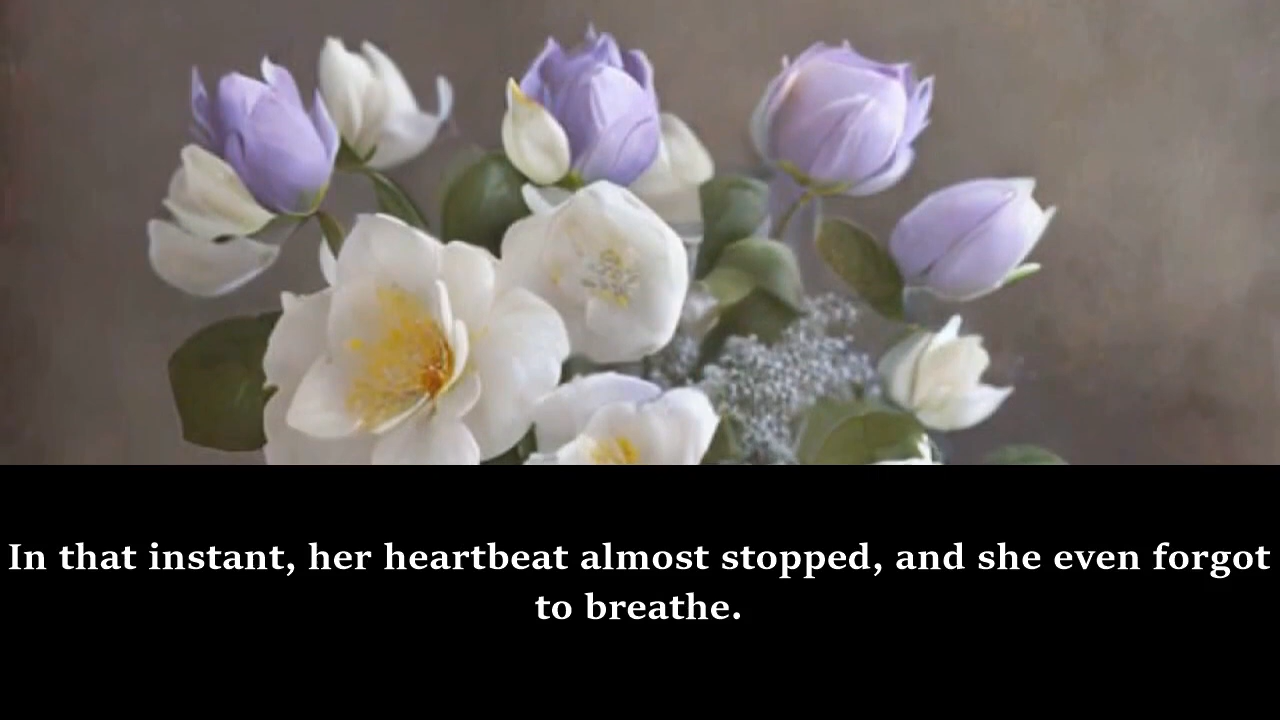 In that instant, her heartbeat almost stopped, and she even forgot
to breathe.